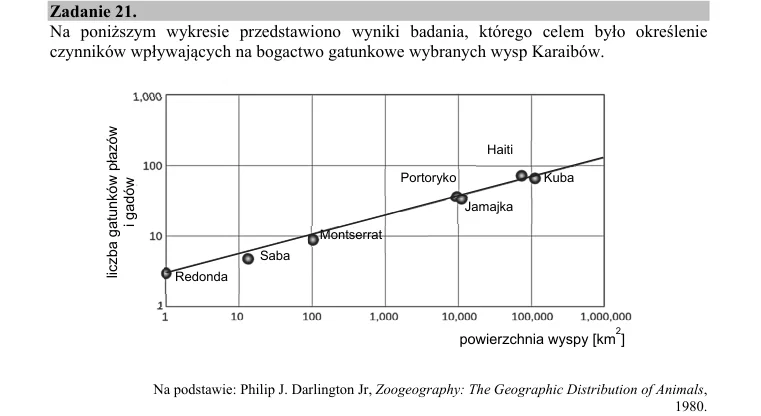 Zadanie 21.
Na poniższym wykresie przedstawiono wyniki badania, którego celem było określenie
czynników wpływających na bogactwo gatunkowe wybranych wysp Karaibów.
liczba gatunków płazów
i gadów
1,000
100
10
1
Haiti
Portoryko
Kuba
Jamajka
Montserrat
Saba
Redonda
1
10
100
1,000
10,000
100,000
1,000,000
powierzchnia wyspy [km²]
Na podstawie: Philip J. Darlington Jr, Zoogeography: The Geographic Distribution of Animals,
1980.